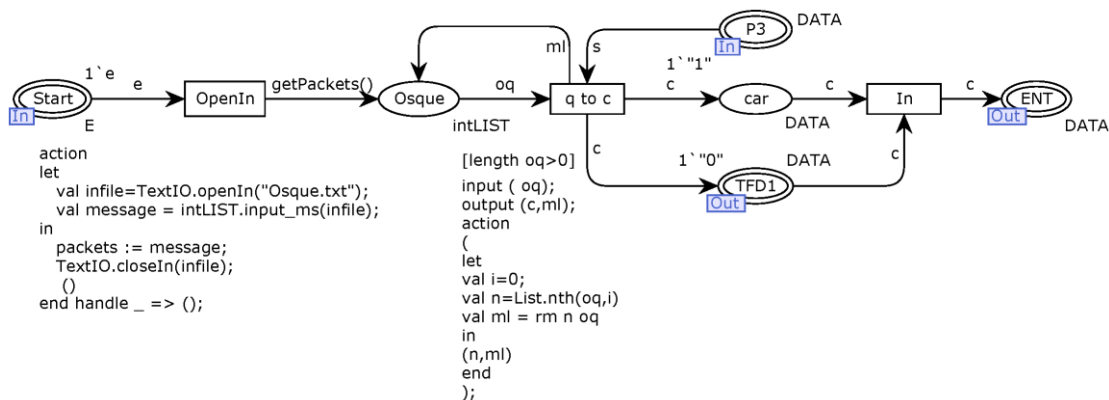 P3
DATA
In
ml
s
1`e
1`"1"
Start
e
OpenIn
getPackets()
Osque
oq
q to c
c
car
c
In
c
ENT
In
E
intLIST
DATA
Out
DATA
action
let
val infile=TextIO.openIn("Osque.txt");
val message = intLIST.input_ms(infile);
in
packets := message;
TextIO.closeIn(infile);
()
end handle _ => ();
c
1`"0"
DATA
c
TFD1
Out
[length oq>0]
input ( oq);
output (c,ml);
action
(
let
val i=0;
val n=List.nth(oq,i)
val ml = rm n oq
in
(n,ml)
end
);